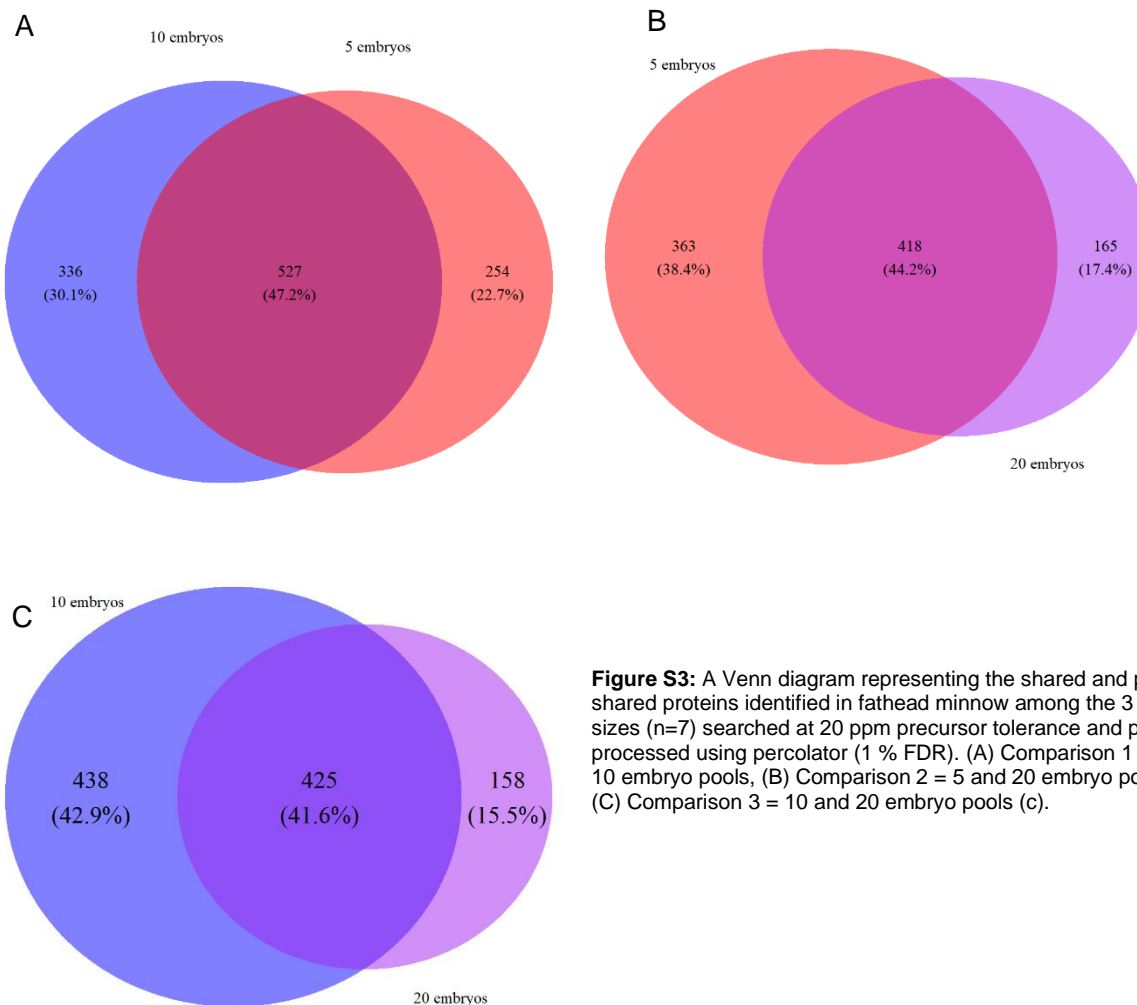 A
10 embryos
5 embryos
336
(30.1%)
527
(47.2%)
254
(22.7%)
B
5 embryos
363
(38.4%)
418
(44.2%)
165
(17.4%)
20 embryos
C
10 embryos
438
(42.9%)
425
(41.6%)
158
(15.5%)
20 embryos
Figure S3: A Venn diagram representing the shared and
shared proteins identified in fathead minnow among the 3
sizes (n=7) searched at 20 ppm precursor tolerance and
processed using percolator (1 % FDR). (A) Comparison 1
10 embryo pools, (B) Comparison 2 = 5 and 20 embryo
(C) Comparison 3 = 10 and 20 embryo pools (c).